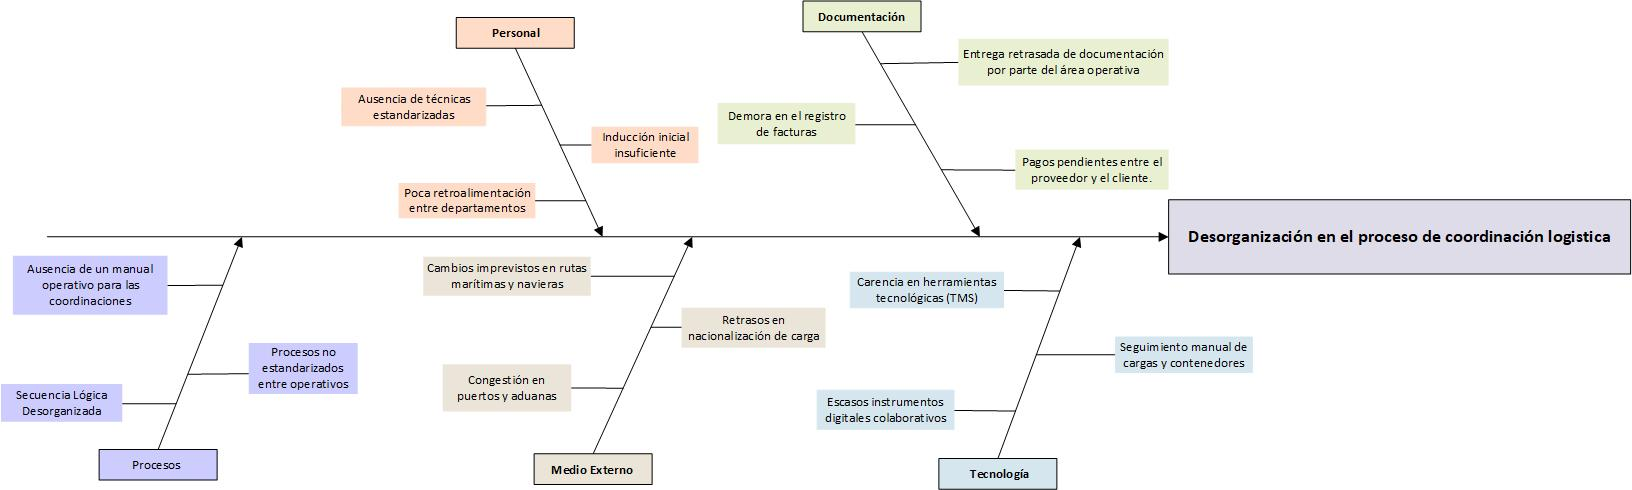 Documentación
Personal
Entrega retrasada de documentación
por parte del área operativa
Ausencia de técnicas
estandarizadas
Demora en el registro
de facturas
Inducción inicial
insuficiente
Pagos pendientes entre el
proveedor y el cliente.
Poca retroalimentación
entre departamentos
Desorganización en el proceso de coordinación logistica
Ausencia de un manual
operativo para las
coordinaciones
Cambios imprevistos en rutas
marítimas y navieras
Carencia en herramientas
tecnológicas (TMS)
Retrasos en
nacionalización de carga
Procesos no
estandarizados
entre operativos
Seguimiento manual de
cargas y contenedores
Secuencia Lógica
Desorganizada
Congestión en
puertos y aduanas
Escasos instrumentos
digitales colaborativos
Procesos
Medio Externo
Tecnología